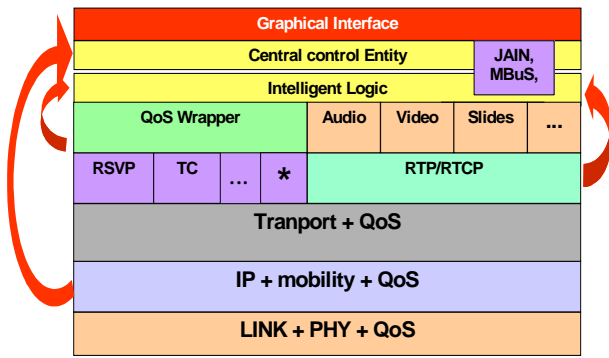 Graphical Interface
Central control Entity
JAIN,
MBuS,
Intelligent Logic
QoS Wrapper
Audio
Video
Slides
...
RSVP
TC
...
*
RTP/RTCP
Tranport + QoS
IP + mobility + QoS
LINK + PHY + QoS